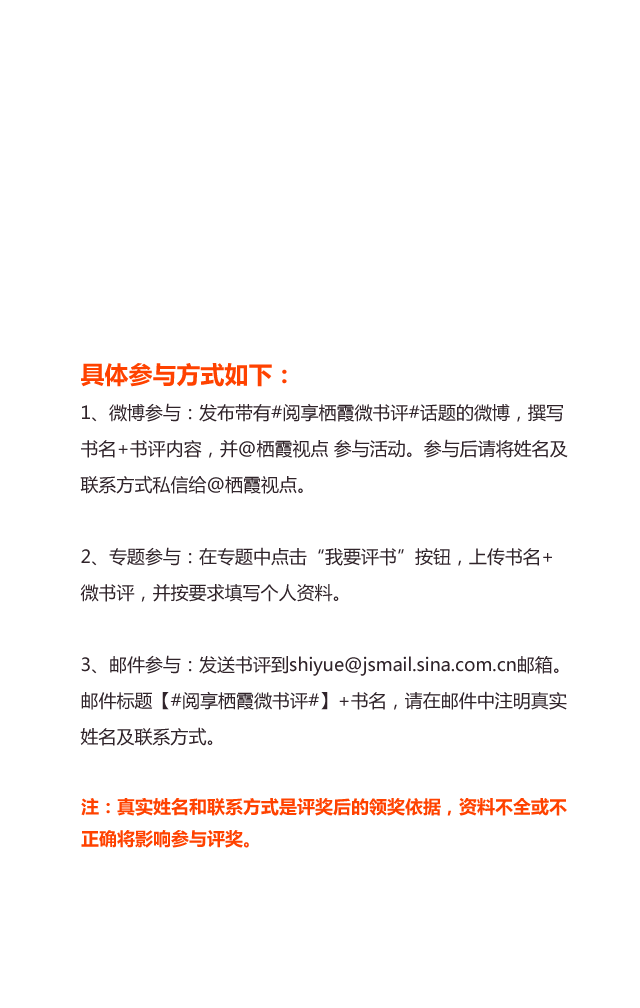 具体参与方式如下：
1、微博参与：发布带有#阅享栖霞微书评#话题的微博，撰写
书名+书评内容，并@栖霞视点 参与活动。参与后请将姓名及
联系方式私信给@栖霞视点。
2、专题参与：在专题中点击“我要评书”按钮，上传书名+
微书评，并按要求填写个人资料。
3、邮件参与：发送书评到shiyue@jsmail.sina.com.cn邮箱。
邮件标题【#阅享栖霞微书评#】+书名，请在邮件中注明真实
姓名及联系方式。
注：真实姓名和联系方式是评奖后的领奖依据，资料不全或不
正确将影响参与评奖。